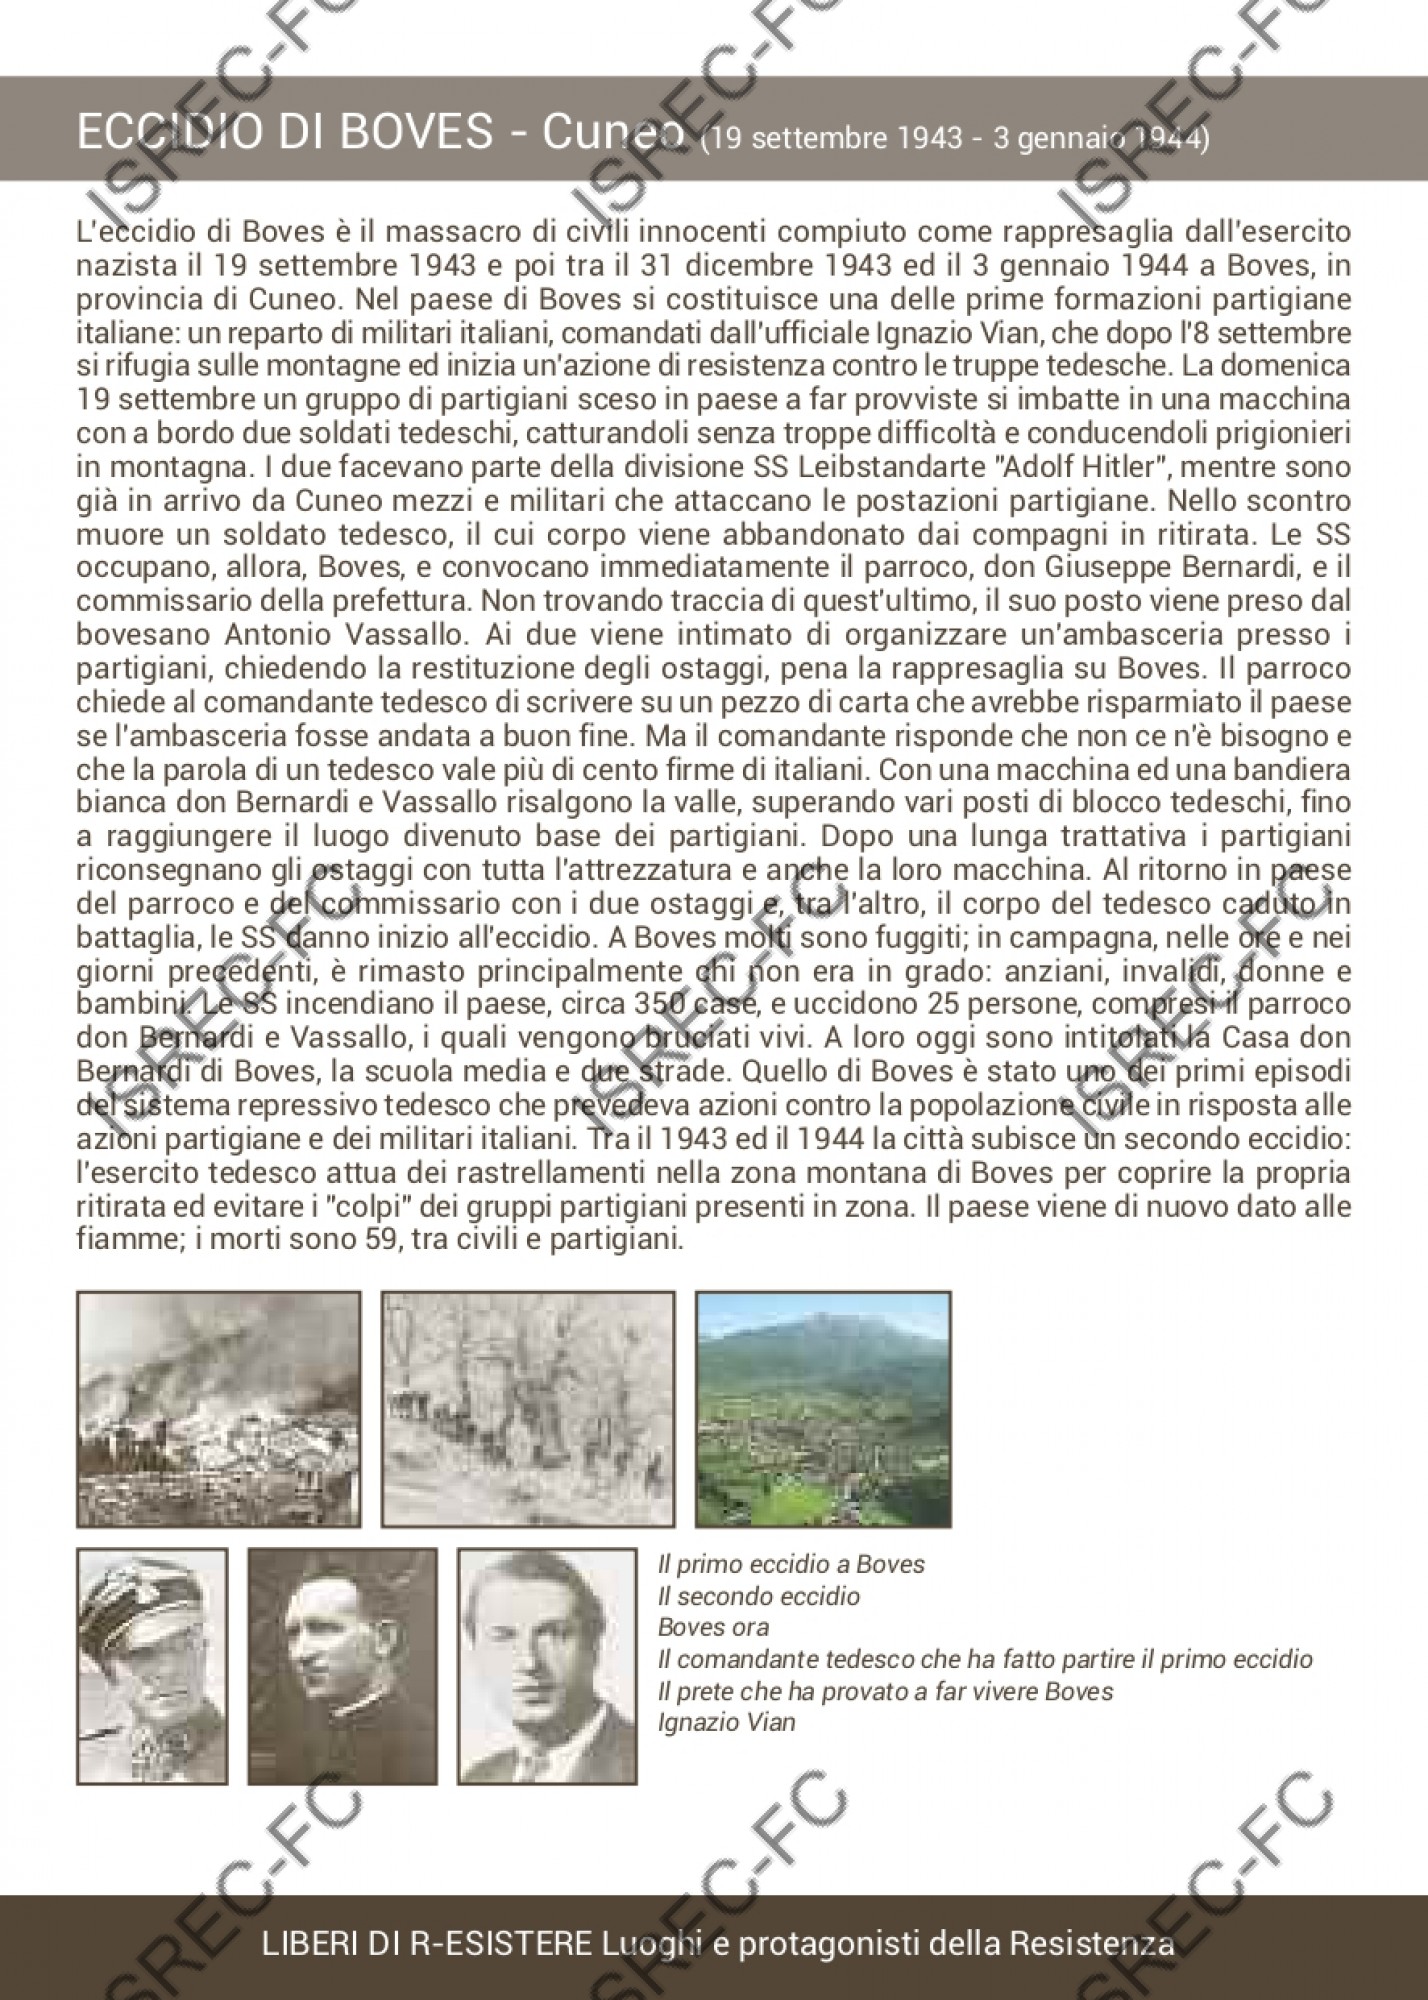 ECCIDIO DI BOVES - Cuneo (19 settembre 1943 - 3 gennaio 1944)
L'eccidio di Boves è il massacro di civili innocenti compiuto come rappresaglia dall'esercito
nazista il 19 settembre 1943 e poi tra il 31 dicembre 1943 ed il 3 gennaio 1944 a Boves, in
provincia di Cuneo. Nel paese di Boves si costituisce una delle prime formazioni partigiane
italiane: un reparto di militari italiani, comandati dall'ufficiale Ignazio Vian, che dopo l'8 settembre
si rifugia sulle montagne ed inizia un'azione di resistenza contro le truppe tedesche. La domenica
19 settembre un gruppo di partigiani sceso in paese a far provviste si imbatte in una macchina
con a bordo due soldati tedeschi, catturandoli senza troppe difficoltà e conducendoli prigionieri
in montagna. I due facevano parte della divisione SS Leibstandarte "Adolf Hitler", mentre sono
già in arrivo da Cuneo mezzi e militari che attaccano le postazioni partigiane. Nello scontro
muore un soldato tedesco, il cui corpo viene abbandonato dai compagni in ritirata. Le SS
occupano, allora, Boves, e convocano immediatamente il parroco, don Giuseppe Bernardi, e il
commissario della prefettura. Non trovando traccia di quest'ultimo, il suo posto viene preso dal
bovesano Antonio Vassallo. Ai due viene intimato di organizzare un'ambasceria presso i
partigiani, chiedendo la restituzione degli ostaggi, pena la rappresaglia su Boves. Il parroco
chiede al comandante tedesco di scrivere su un pezzo di carta che avrebbe risparmiato il paese
se l'ambasceria fosse andata a buon fine. Ma il comandante risponde che non ce n'è bisogno e
che la parola di un tedesco vale più di cento firme di italiani. Con una macchina ed una bandiera
bianca don Bernardi e Vassallo risalgono la valle, superando vari posti di blocco tedeschi, fino
a raggiungere il luogo divenuto base dei partigiani. Dopo una lunga trattativa i partigiani
riconsegnano gli ostaggi con tutta l'attrezzatura e anche la loro macchina. Al ritorno in paese
del parroco e del commissario con i due ostaggi e, tra l'altro, il corpo del tedesco caduto in
battaglia, le SS danno inizio all'eccidio. A Boves molti sono fuggiti; in campagna, nelle ore e nei
giorni precedenti, è rimasto principalmente chi non era in grado: anziani, invalidi, donne e
bambini. Le SS incendiano il paese, circa 350 case, e uccidono 25 persone, compresi il parroco
don Bernardi e Vassallo, i quali vengono bruciati vivi. A loro oggi sono intitolati la Casa don
Bernardi di Boves, la scuola media e due strade. Quello di Boves è stato uno dei primi episodi
del sistema repressivo tedesco che prevedeva azioni contro la popolazione civile in risposta alle
azioni partigiane e dei militari italiani. Tra il 1943 ed il 1944 la città subisce un secondo eccidio:
l'esercito tedesco attua dei rastrellamenti nella zona montana di Boves per coprire la propria
ritirata ed evitare i "colpi" dei gruppi partigiani presenti in zona. Il paese viene di nuovo dato alle
fiamme; i morti sono 59, tra civili e partigiani.
Il primo eccidio a Boves
Il secondo eccidio
Boves ora
Il comandante tedesco che ha fatto partire il primo eccidio
Il prete che ha provato a far vivere Boves
Ignazio Vian
LIBERI DI R-ESISTERE Luoghi e protagonisti della Resistenza
ISREC-FC
ISREC-FC
ISREC-FC
ISREC-FC
ISREC-FC
ISREC-FC
ISREC-FC
ISREC-FC
ISREC-FC